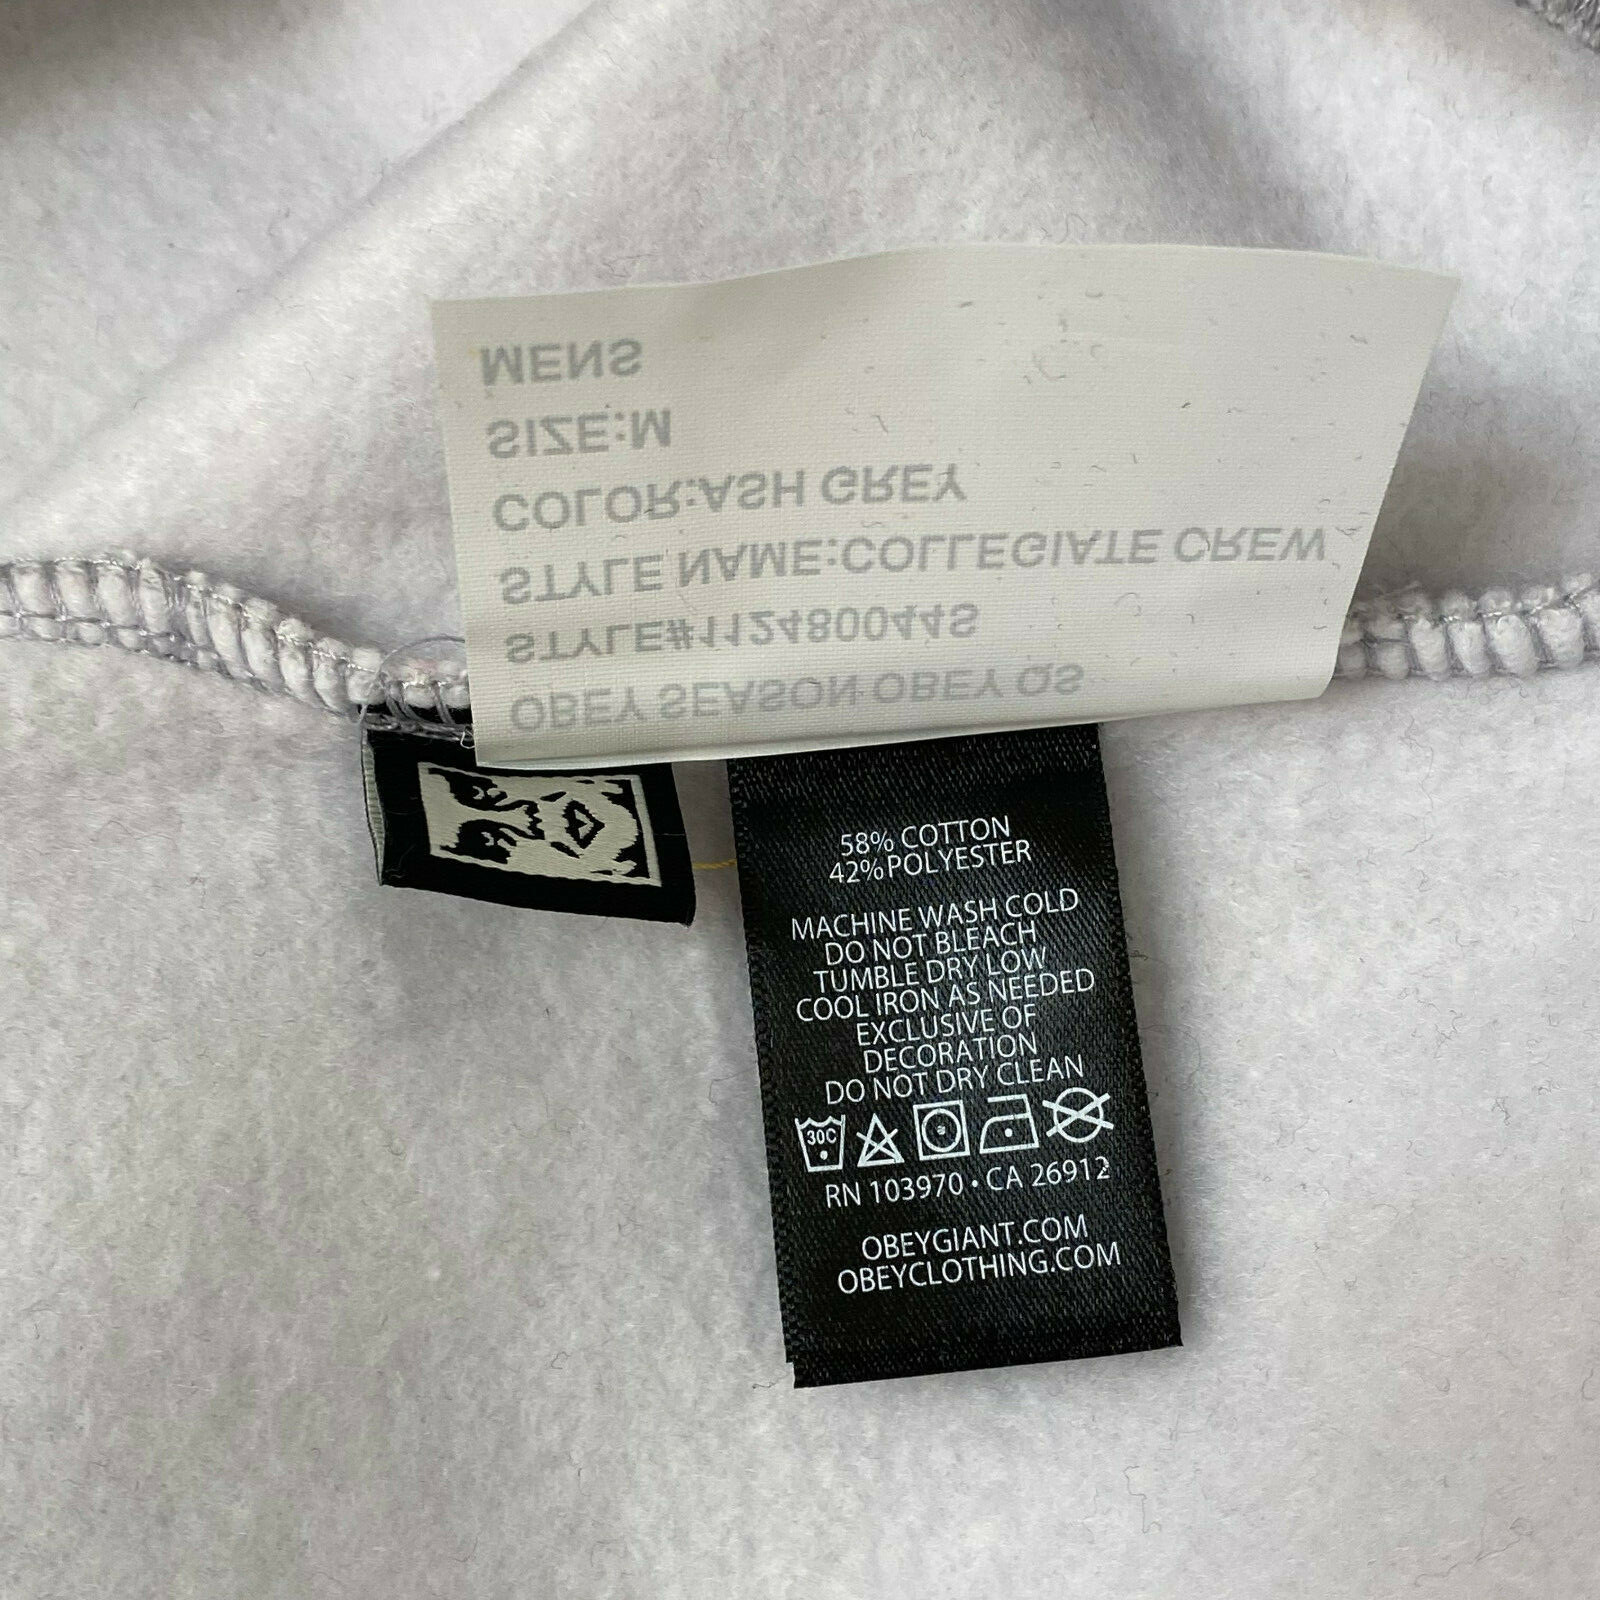 OBEY SEASON OBEY QS
STYLE#112480044S
STYLE NAME:COLLEGIATE CREW
COLOR:ASH GREY
SIZE:M
MENS
58% COTTON
42%POLYESTER
MACHINE WASH COLD
DO NOT BLEACH
TUMBLE DRY LOW
COOL IRON AS NEEDED
EXCLUSIVE OF
DECORATION
DO NOT DRY CLEAN
30C
RN 103970 • CA 26912
OBEYGIANT.COM
OBEYCLOTHING.COM